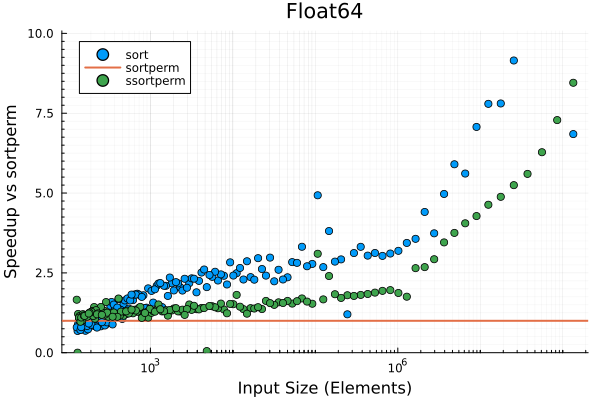 Float64
10.0
7.5
5.0
2.5
0.0
Speedup vs sortperm
sort
sortperm
ssortperm
10³
10⁶
Input Size (Elements)